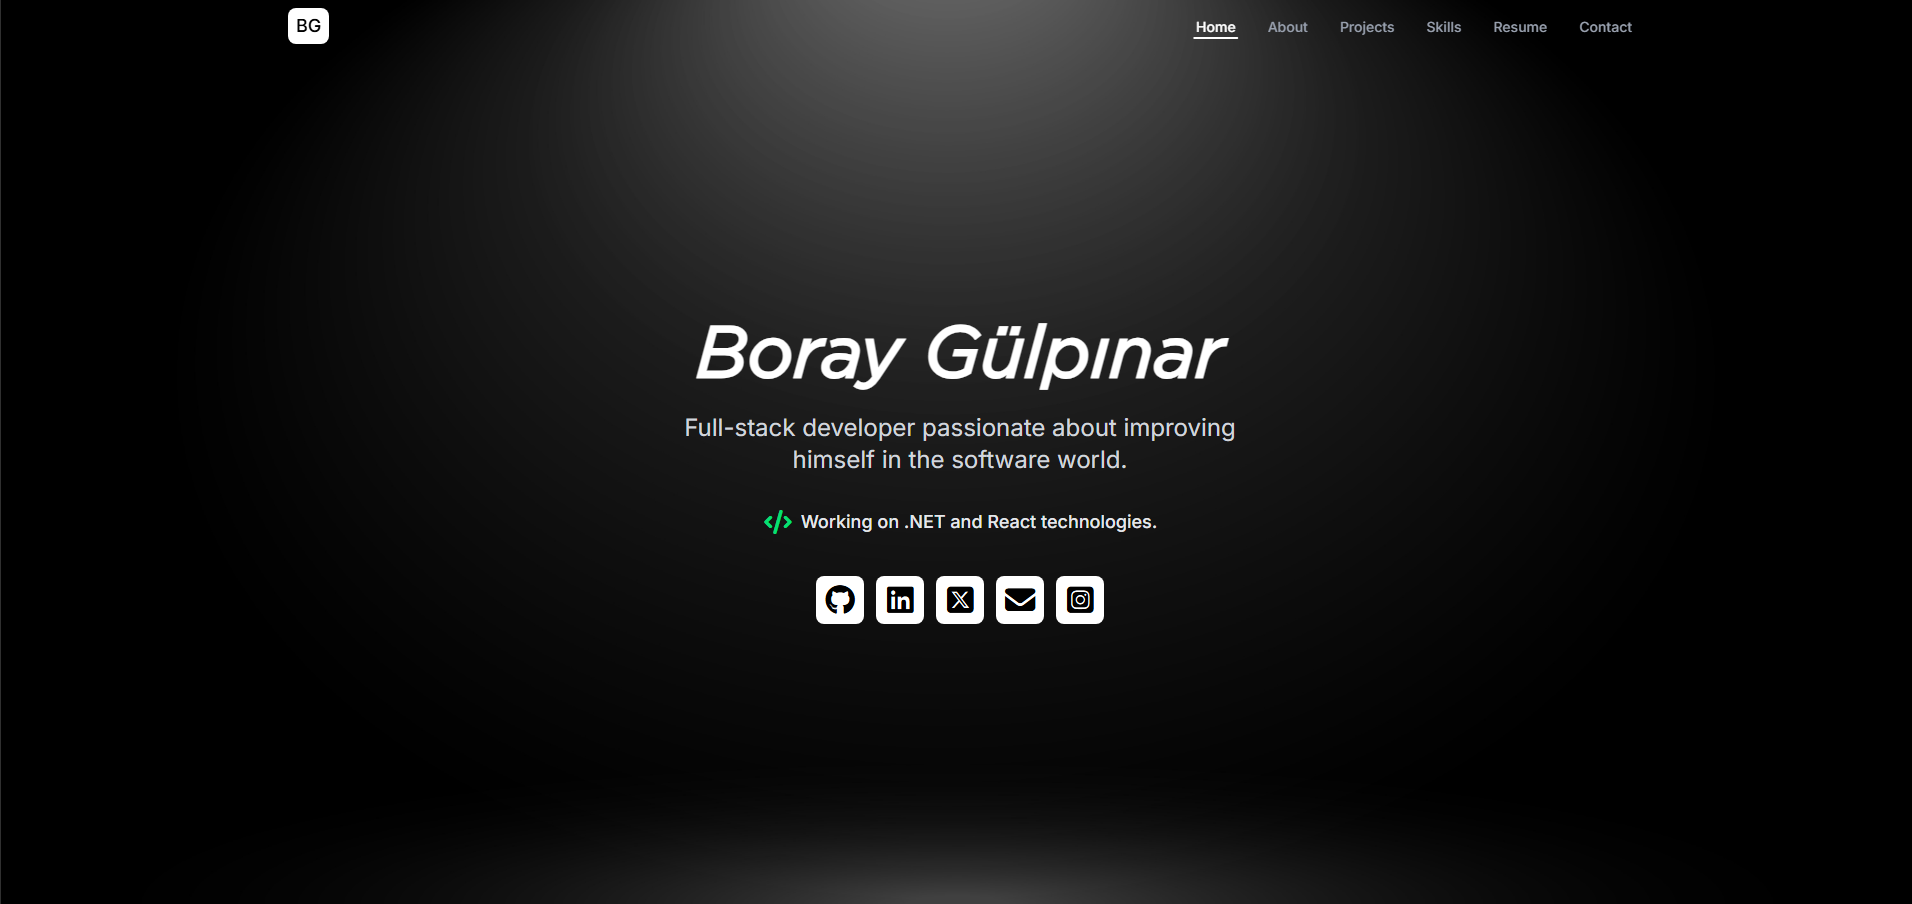 BG
Home About Projects Skills Resume Contact
Boray Gülpınar
Full-stack developer passionate about improving
himself in the software world.
Working on .NET and React technologies.